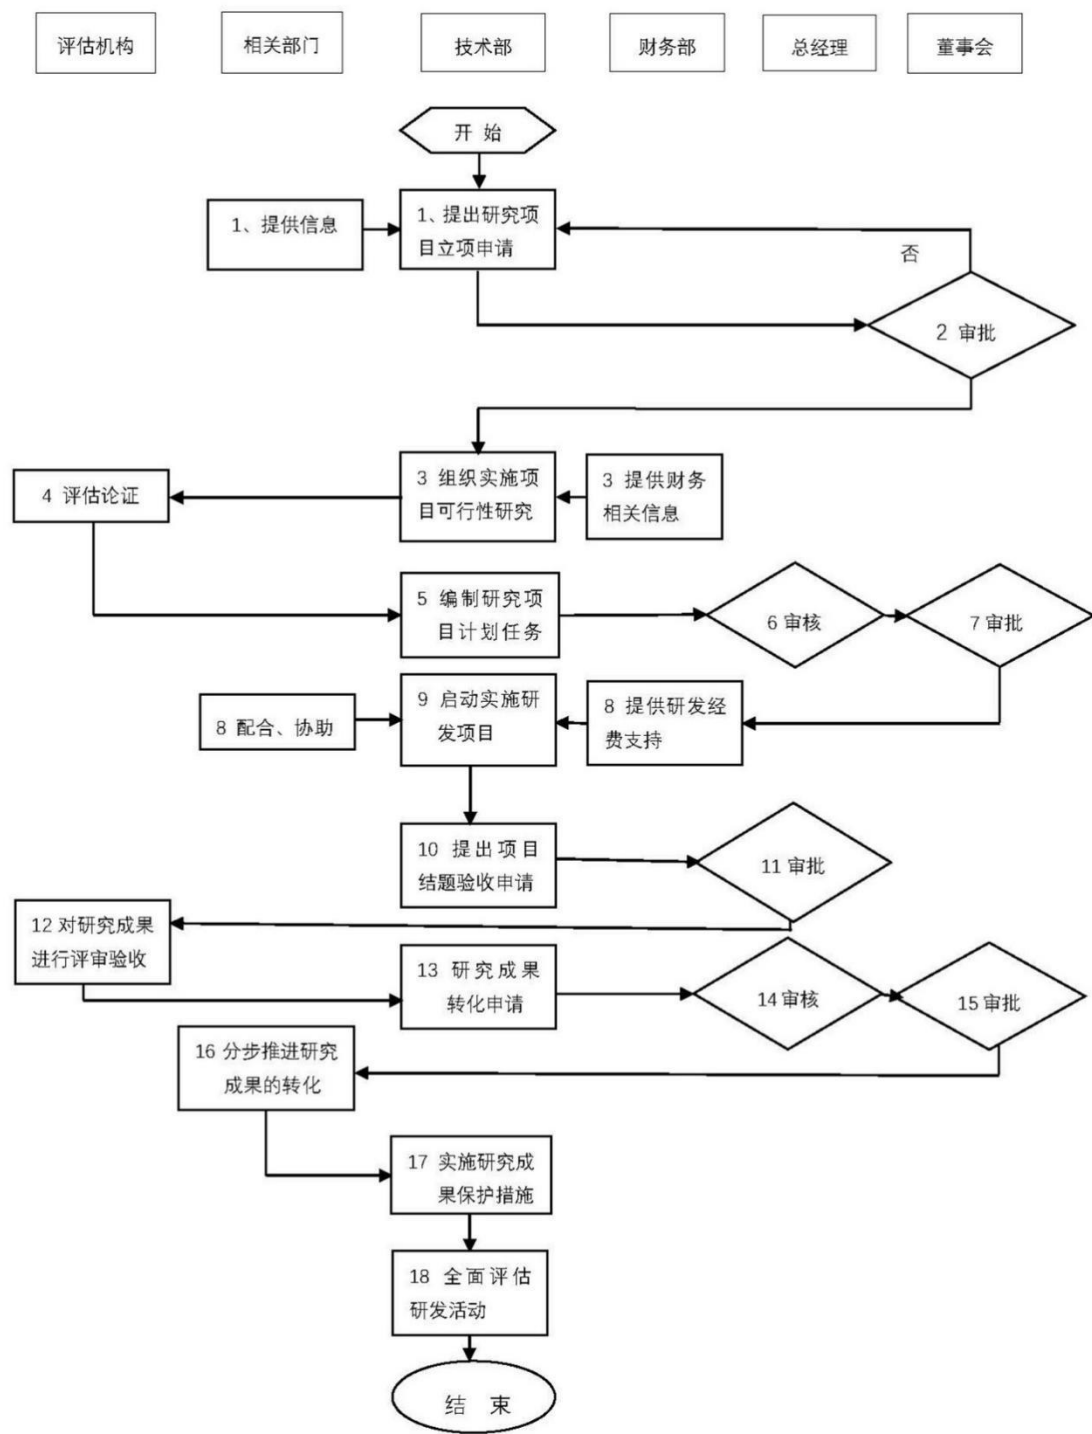 评估机构
相关部门
技术部
财务部
总经理
董事会
开 始
1、提供信息
1、提出研究项
目立项申请
否
2 审批
4 评估论证
3 组织实施项
目可行性研究
3 提供财务
相关信息
5 编制研究项
目计划任务
6 审核
7 审批
8 配合、协助
9 启动实施研
发项目
8 提供研发经
费支持
10 提出项目
结题验收申请
11 审批
12 对研究成果
进行评审验收
13 研究成果
转化申请
14 审核
15 审批
16 分步推进研究
成果的转化
17 实施研究成
果保护措施
18 全面评估
研发活动
结 束